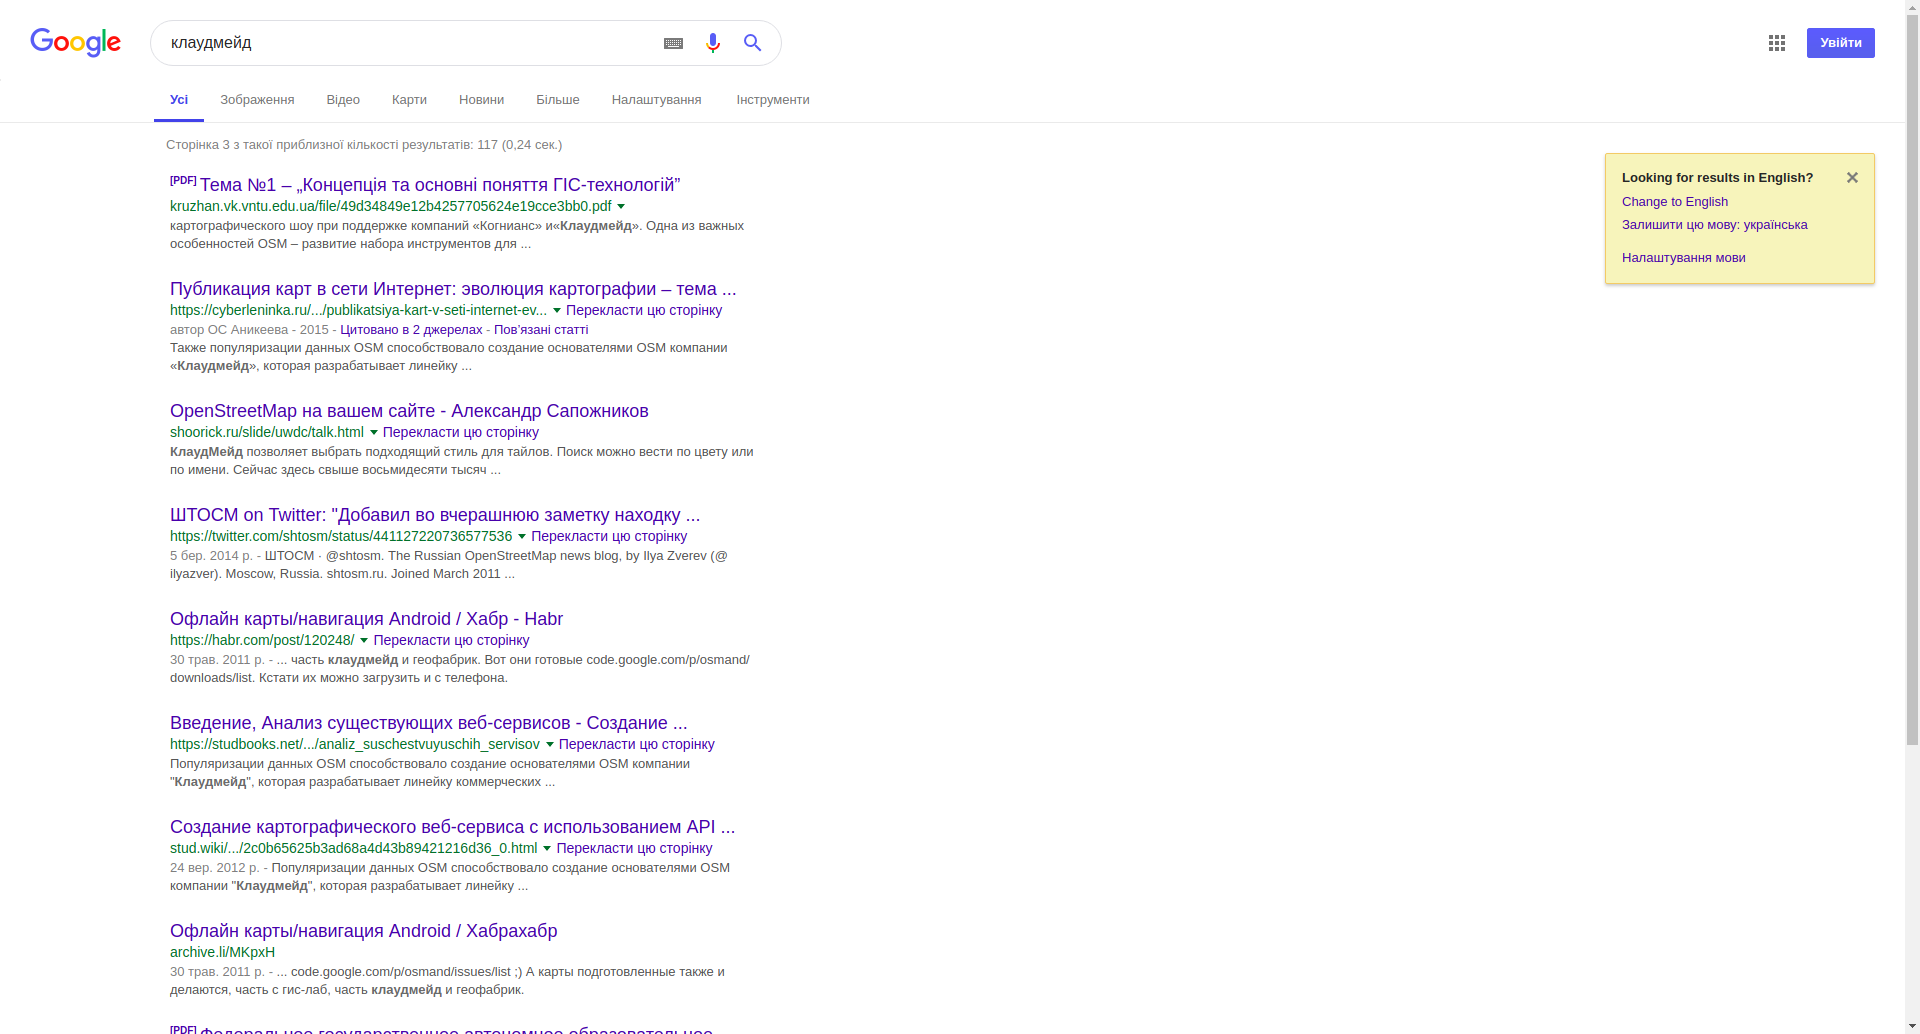 Google
клаудмейд
Увійти
Усі Зображення Відео Карти Новини Більше Налаштування Інструменти
Сторінка 3 з такої приблизної кількості результатів: 117 (0,24 сек.)
[PDF] Тема №1 – „Концепція та основні поняття ГІС-технологій”
kruzhan.vk.vntu.edu.ua/file/49d34849e12b4257705624e19cce3bb0.pdf
картографического шоу при поддержке компаний «Когнианс» и«Клаудмейд». Одна из важных
особенностей OSM – развитие набора инструментов для ...
Публикация карт в сети Интернет: эволюция картографии – тема ...
https://cyberleninka.ru/.../publikatsiya-kart-v-seti-internet-ev... Перекласти цю сторінку
автор ОС Аникеева - 2015 - Цитовано в 2 джерелах - Пов'язані статті
Также популяризации данных OSM способствовало создание основателями OSM компании
«Клаудмейд», которая разрабатывает линейку ...
OpenStreetMap на вашем сайте - Александр Сапожников
shoorick.ru/slide/uwdc/talk.html Перекласти цю сторінку
КлаудМейд позволяет выбрать подходящий стиль для тайлов. Поиск можно вести по цвету или
по имени. Сейчас здесь свыше восьмидесяти тысяч ...
ШТОСМ on Twitter: "Добавил во вчерашнюю заметку находку ...
https://twitter.com/shtosm/status/441127220736577536 Перекласти цю сторінку
5 бер. 2014 р. - ШТОСМ · @shtosm. The Russian OpenStreetMap news blog, by Ilya Zverev (@
ilyazver). Moscow, Russia. shtosm.ru. Joined March 2011 ...
Офлайн карты/навигация Android / Хабр - Habr
https://habr.com/post/120248/ Перекласти цю сторінку
30 трав. 2011 р. - ... часть клаудмейд и геофабрик. Вот они готовые code.google.com/p/osmand/
downloads/list. Кстати их можно загрузить и с телефона.
Введение, Анализ существующих веб-сервисов - Создание ...
https://studbooks.net/.../analiz_suschestvuyuschih_servisov Перекласти цю сторінку
Популяризации данных OSM способствовало создание основателями OSM компании
"Клаудмейд", которая разрабатывает линейку коммерческих ...
Создание картографического веб-сервиса с использованием API ...
stud.wiki/.../2c0b65625b3ad68a4d43b89421216d36_0.html Перекласти цю сторінку
24 вер. 2012 р. - Популяризации данных OSM способствовало создание основателями OSM
компании "Клаудмейд", которая разрабатывает линейку ...
Офлайн карты/навигация Android / Хабрахабр
archive.li/MKpxH
30 трав. 2011 р. - ... code.google.com/p/osmand/issues/list ;) А карты подготовленные также и
делаются, часть с гис-лаб, часть клаудмейд и геофабрик.
[PDF] Федеральное государственное автономное образовательное ...
Looking for results in English?
Change to English
Залишити цю мову: українська
Налаштування мови